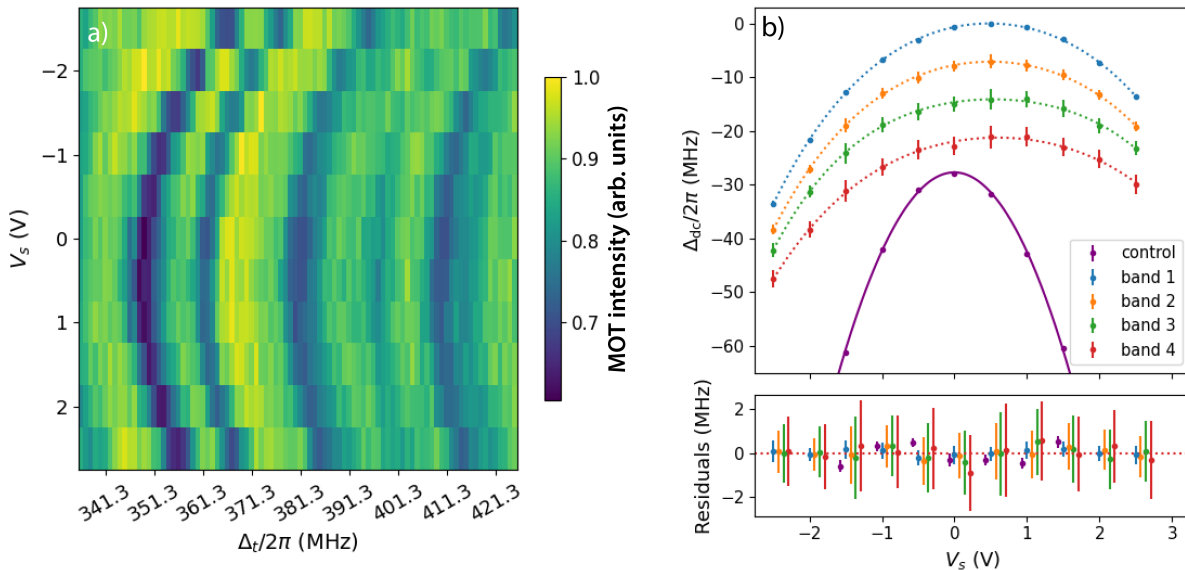 a)
−2
−1
0
1
2
V_s (V)
341.3
351.3
361.3
371.3
381.3
391.3
401.3
411.3
421.3
Δ_t/2π (MHz)
1.0
0.9
0.8
0.7
MOT intensity (arb. units)
b)
0
−10
−20
−30
−40
−50
−60
Δ_dc/2π (MHz)
control
band 1
band 2
band 3
band 4
2
0
−2
Residuals (MHz)
−2
−1
0
1
2
3
V_s (V)